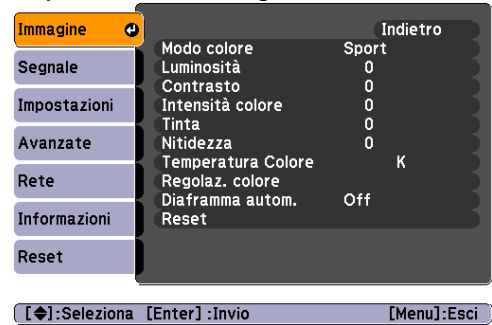 Immagine
Segnale
Impostazioni
Avanzate
Rete
Informazioni
Reset
Indietro
Modo colore Sport
Luminosità 0
Contrasto 0
Intensità colore 0
Tinta 0
Nitidezza 0
Temperatura Colore K
Regolaz. colore
Diaframma autom. Off
Reset
[◆]:Seleziona [Enter] :Invio [Menu]:Esci